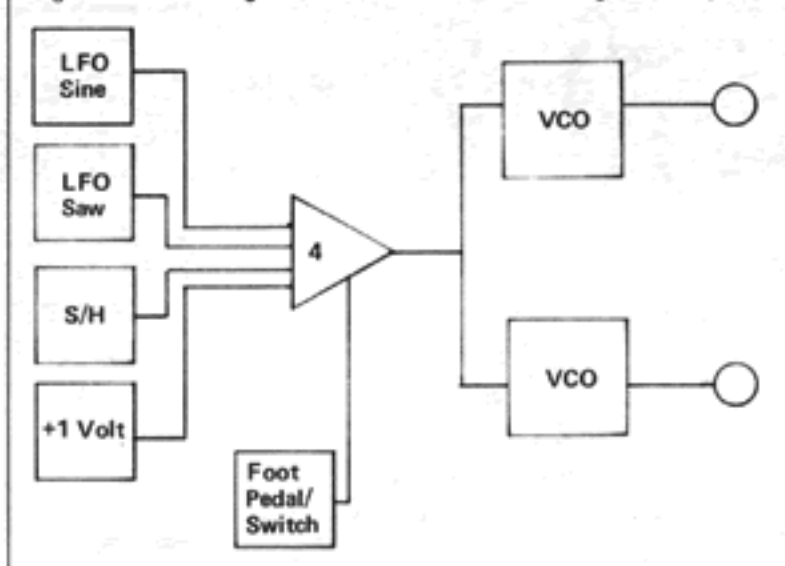 LFO
Sine
LFO
Saw
S/H
+1 Volt
4
Foot
Pedal/
Switch
VCO
VCO